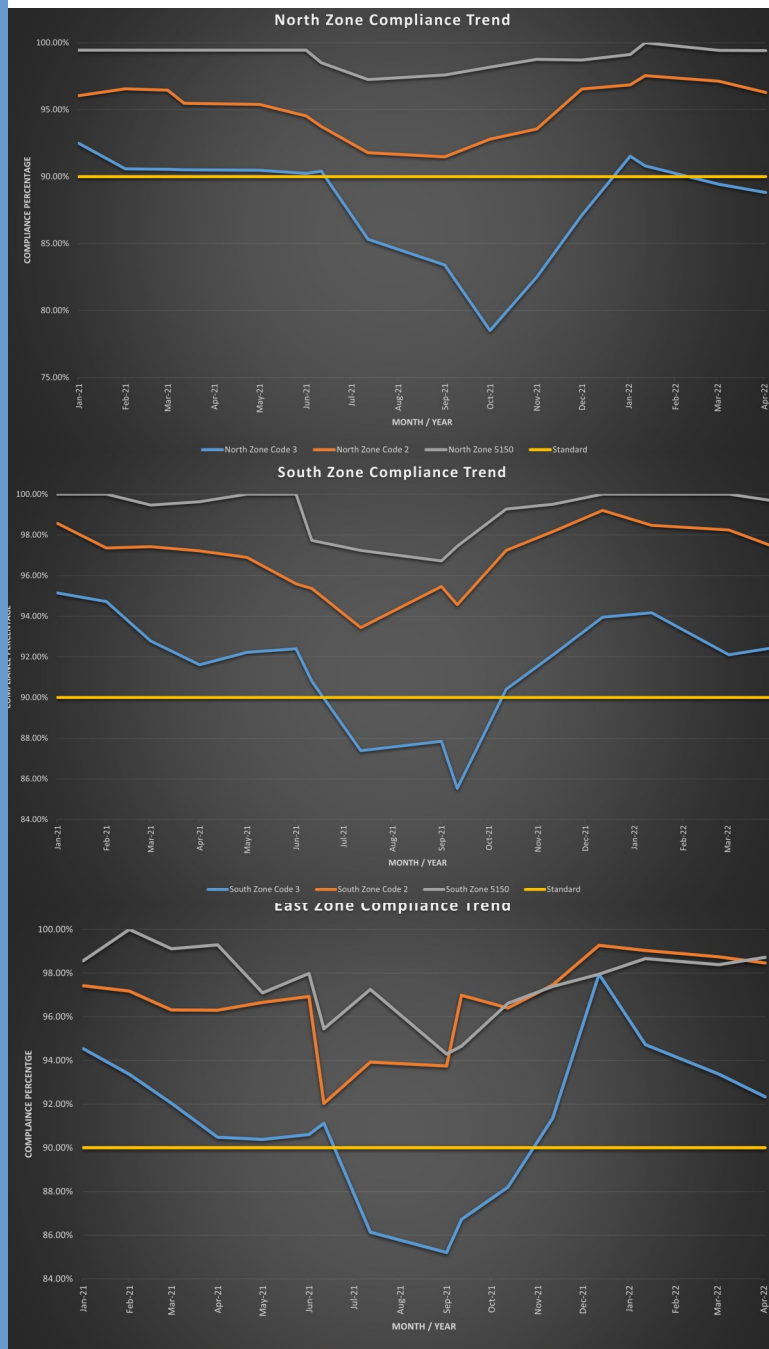 North Zone Compliance Trend
100.00%
95.00%
90.00%
85.00%
80.00%
75.00%
COMPLIANCE PERCENTAGE
Jan-21 Feb-21 Mar-21 Apr-21 May-21 Jun-21 Jul-21 Aug-21 Sep-21 Oct-21 Nov-21 Dec-21 Jan-22 Feb-22 Mar-22 Apr-22
MONTH / YEAR
North Zone Code 3 North Zone Code 2 North Zone 5150 Standard
South Zone Compliance Trend
100.00%
98.00%
96.00%
94.00%
92.00%
90.00%
88.00%
86.00%
84.00%
COMPLIANCE PERCENTAGE
Jan-21 Feb-21 Mar-21 Apr-21 May-21 Jun-21 Jul-21 Aug-21 Sep-21 Oct-21 Nov-21 Dec-21 Jan-22 Feb-22 Mar-22
MONTH / YEAR
South Zone Code 3 South Zone Code 2 South Zone 5150 Standard
East Zone Compliance Trend
100.00%
98.00%
96.00%
94.00%
92.00%
90.00%
88.00%
86.00%
84.00%
COMPLAINCE PERCENTGE
Jan-21 Feb-21 Mar-21 Apr-21 May-21 Jun-21 Jul-21 Aug-21 Sep-21 Oct-21 Nov-21 Dec-21 Jan-22 Feb-22 Mar-22 Apr-22
MONTH / YEAR